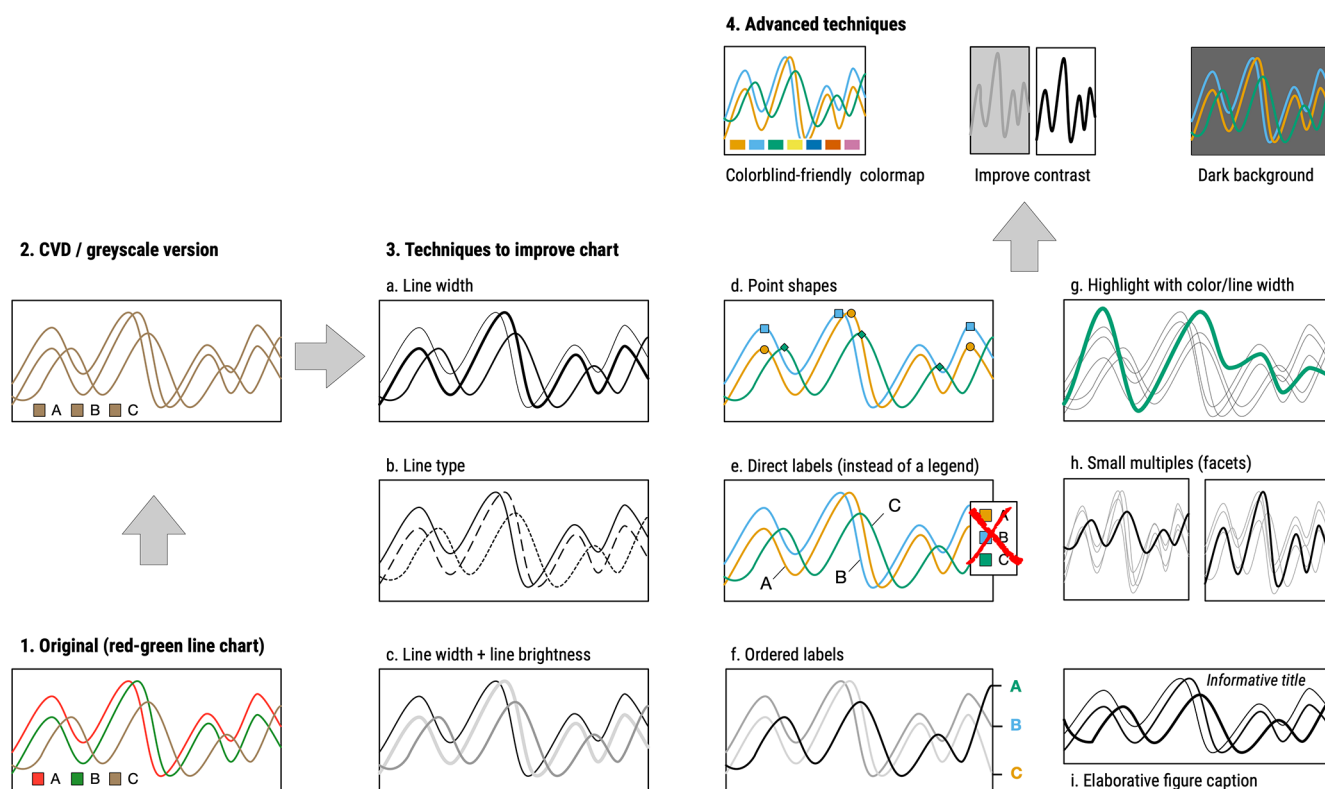 4. Advanced techniques
Colorblind-friendly colormap
Improve contrast
Dark background
2. CVD / greyscale version
A B C
3. Techniques to improve chart
a. Line width
d. Point shapes
g. Highlight with color/line width
b. Line type
e. Direct labels (instead of a legend)
A
B
C
A
B
C
h. Small multiples (facets)
1. Original (red-green line chart)
A B C
c. Line width + line brightness
f. Ordered labels
A
B
C
Informative title
i. Elaborative figure caption